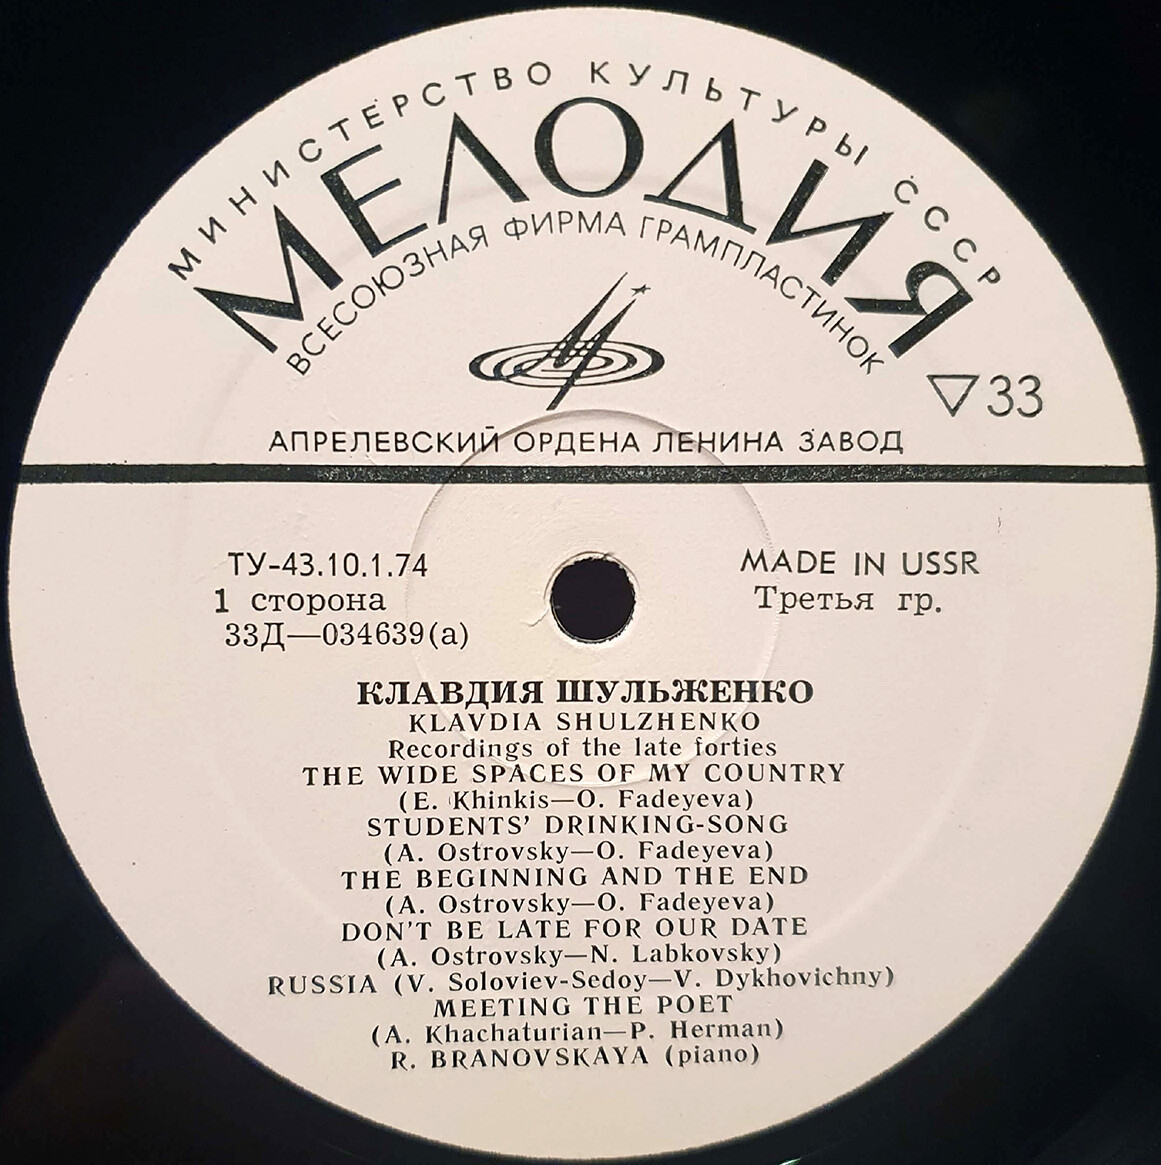 МИНИСТЕРСТВО КУЛЬТУРЫ СССР
МЕЛОДИЯ
ВСЕСОЮЗНАЯ ФИРМА ГРАМПЛАСТИНОК
▽33
АПРЕЛЕВСКИЙ ОРДЕНА ЛЕНИНА ЗАВОД
ТУ-43.10.1.74
MADE IN USSR
1 сторона
Третья гр.
33Д—034639(а)
КЛАВДИЯ ШУЛЬЖЕНКО
KLAVDIA SHULZHENKO
Recordings of the late forties
THE WIDE SPACES OF MY COUNTRY
(E. Khinkis—O. Fadeyeva)
STUDENTS' DRINKING-SONG
(A. Ostrovsky—O. Fadeyeva)
THE BEGINNING AND THE END
(A. Ostrovsky—O. Fadeyeva)
DON'T BE LATE FOR OUR DATE
(A. Ostrovsky—N. Labkovsky)
RUSSIA (V. Soloviev-Sedoy—V. Dykhovichny)
MEETING THE POET
(A. Khachaturian—P. Herman)
R. BRANOVSKAYA (piano)